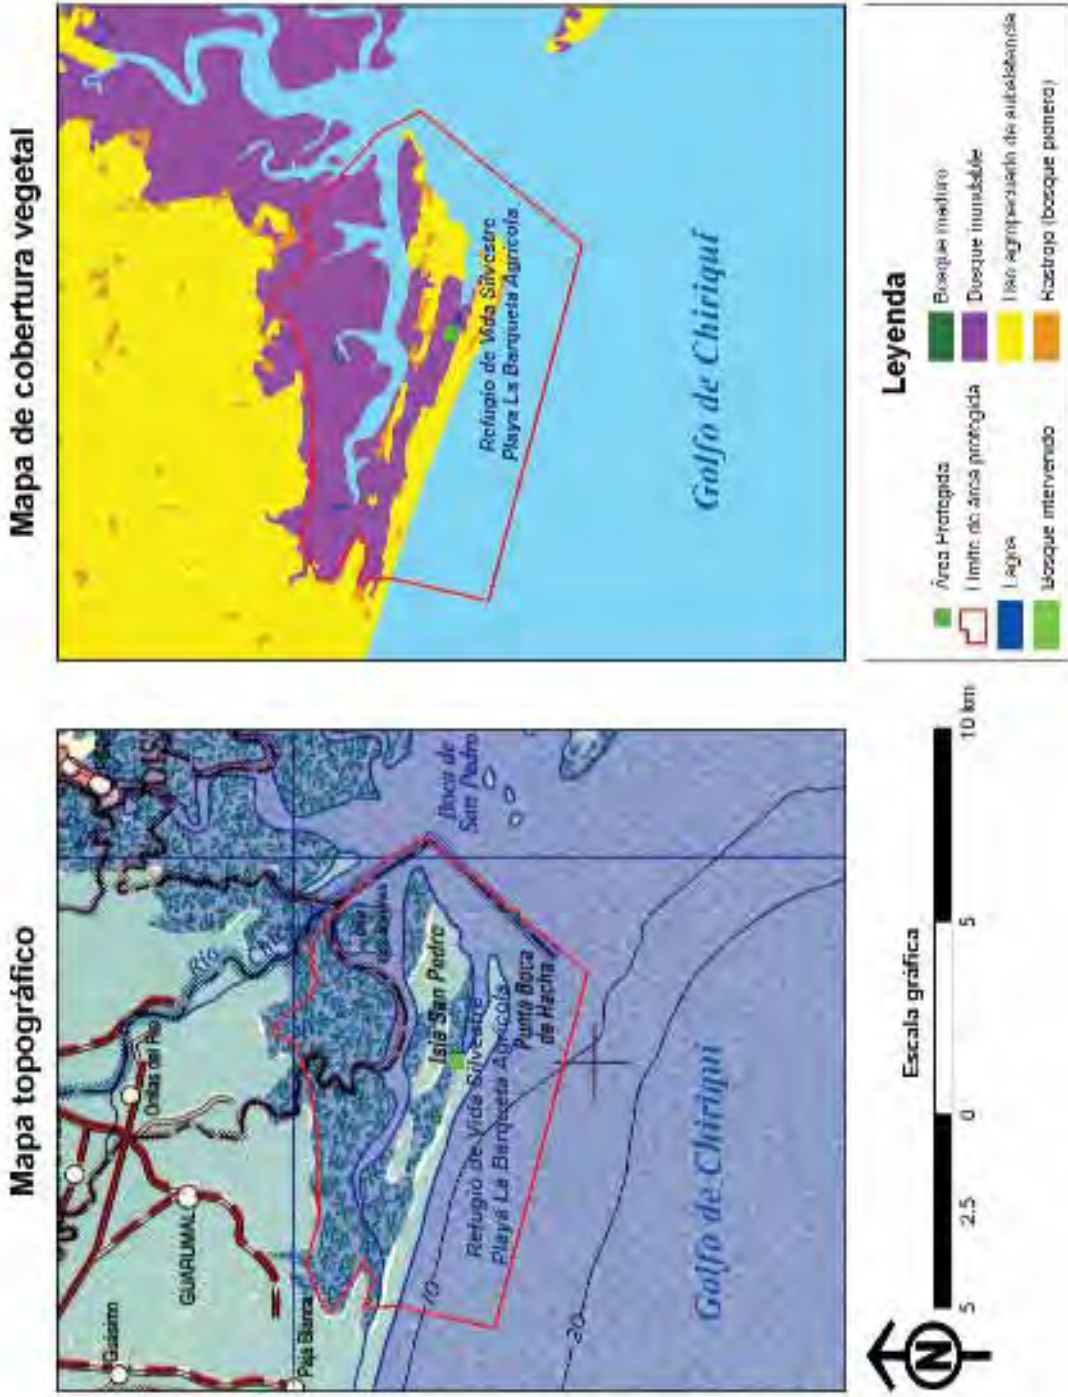 Mapa topográfico
Guásimo
GUARUMAL
Orillas del Río
Paja Blanca
Río
Isla San Pedro
Boca de
San Pedro
Punta Boca
de Hacha
Refugio de Vida Silvestre
Playa La Barqueta Agrícola
10
20
Golfo de Chiriquí
Mapa de cobertura vegetal
Refugio de Vida Silvestre
Playa La Barqueta Agrícola
Golfo de Chiriquí
N
Escala gráfica
5
2.5
0
5
10 km
Leyenda
Área Protegida
Límite de área protegida
Lagos
Bosque intervenido
Bosque maduro
Bosque inundable
Uso agropecuario de subsistencia
Rastrojo (bosque pionero)